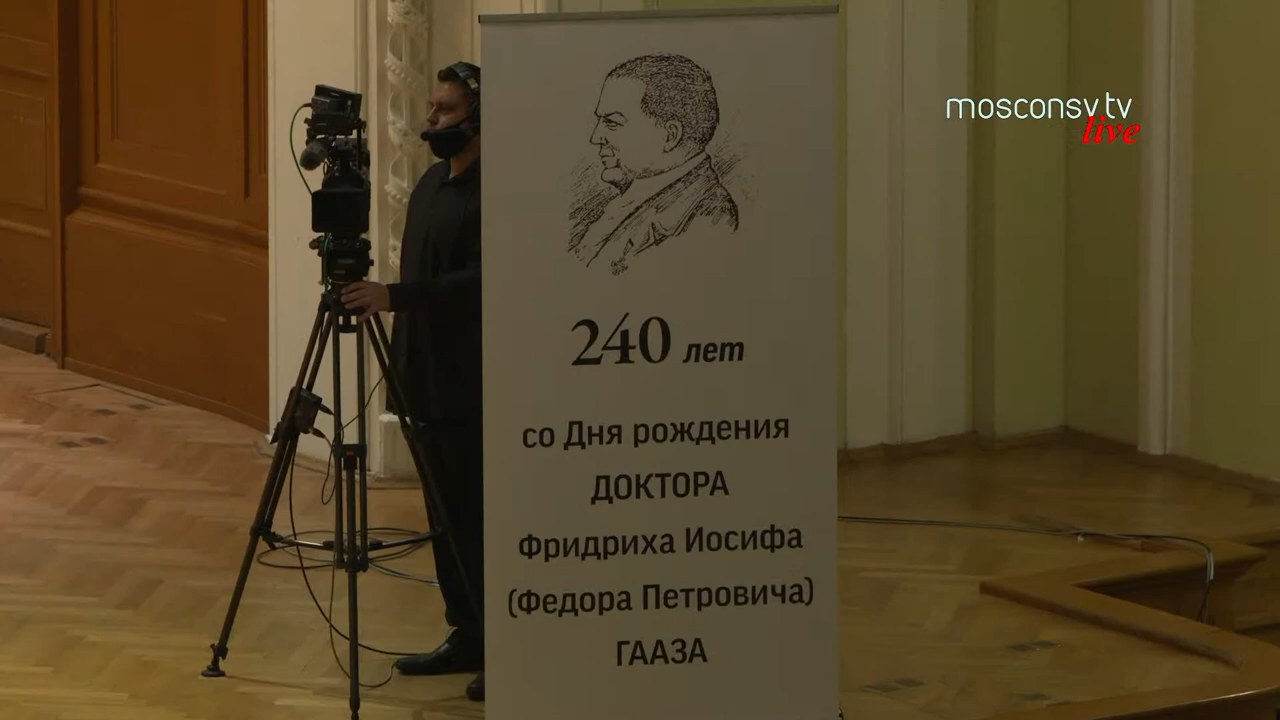 mosconsv tv
live
240 лет
со Дня рождения
ДОКТОРА
Фридриха Иосифа
(Федора Петровича)
ГААЗА